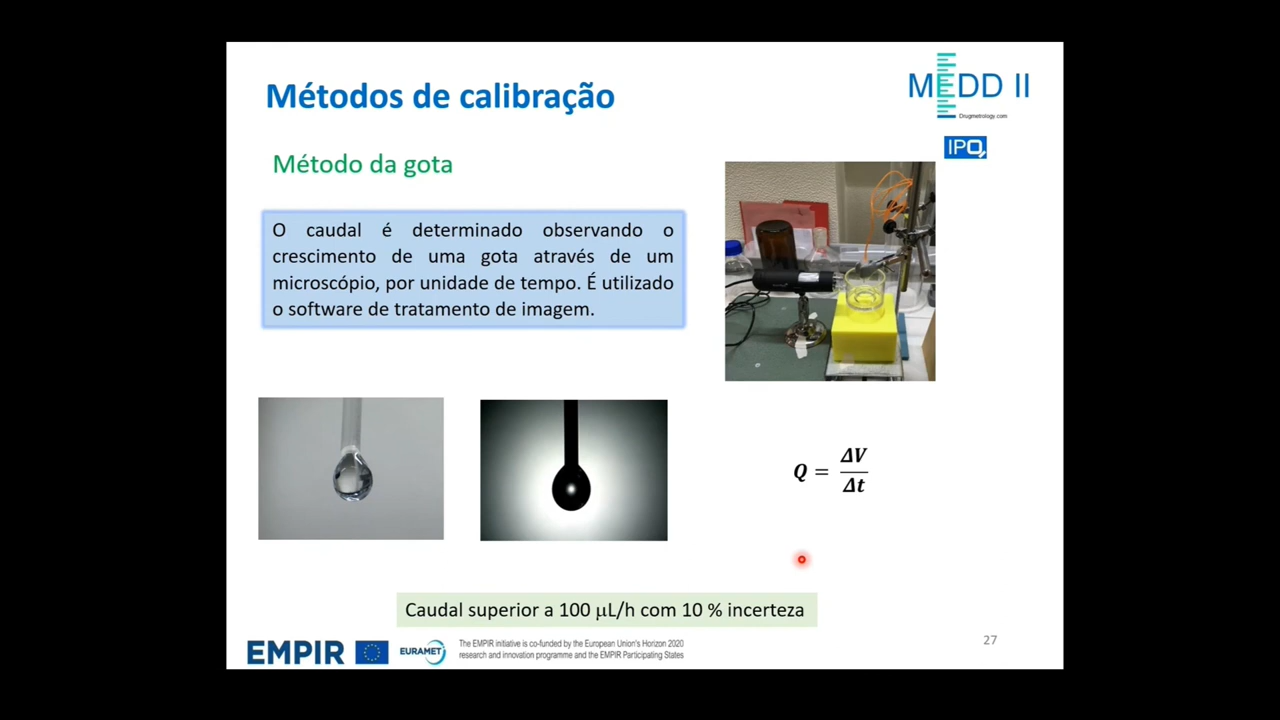 Métodos de calibração
MEDD II
Drugmetrology.com
IPQ
Método da gota
O caudal é determinado observando o
crescimento de uma gota através de um
microscópio, por unidade de tempo. É utilizado
o software de tratamento de imagem.
Q = ΔV/Δt
Caudal superior a 100 μL/h com 10 % incerteza
EMPIR
EURAMET
The EMPIR initiative is co-funded by the European Union's Horizon 2020
research and innovation programme and the EMPIR Participating States
27